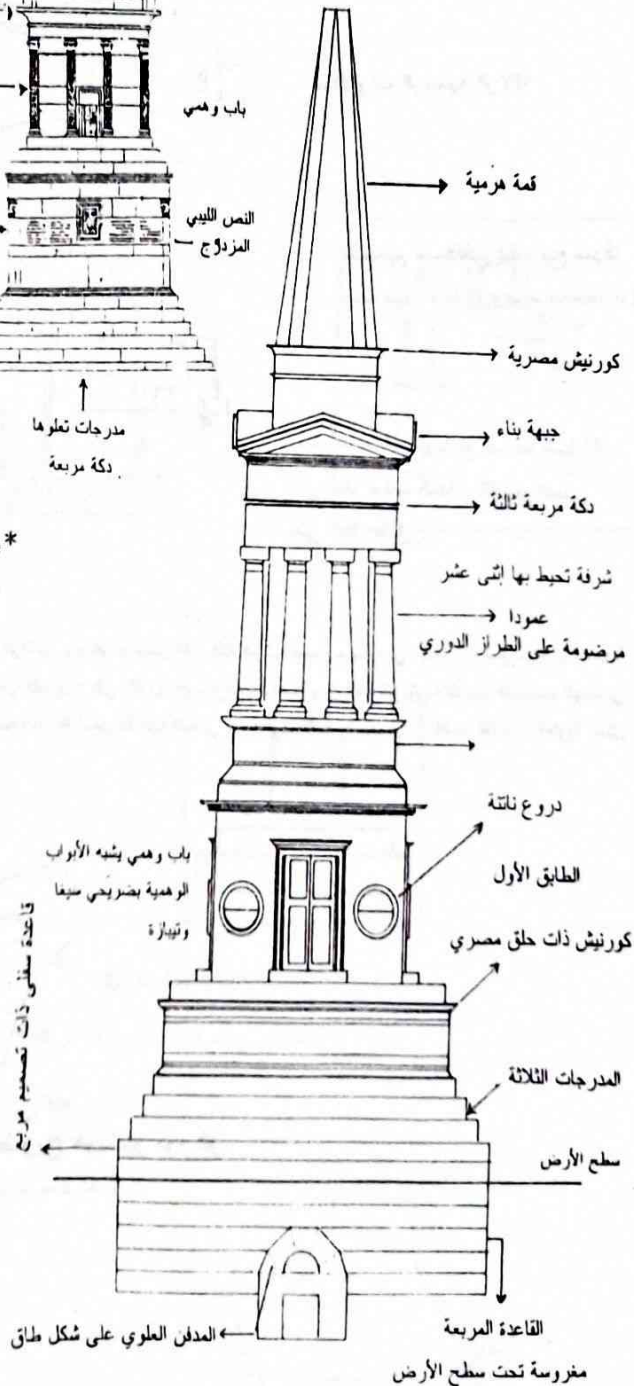 باب وهمي
النص الليبي
المزدوج
مدرجات تعلوها
دكة مربعة
*
قمة هرمية
كورنيش مصرية
جبهة بناء
دكة مربعة ثالثة
شرفة تحيط بها إثنى عشر
عمودا
مرضومة على الطراز الدوري
دروع ناتئة
باب وهمي يشبه الأبواب
الوهمية بضريحي سيغا
وتيبازة
الطابق الأول
كورنيش ذات حلق مصري
قاعدة سفلى ذات تصميم مربع
المدرجات الثلاثة
سطح الأرض
المدفن العلوي على شكل طاق
القاعدة المربعة
مغروسة تحت سطح الأرض